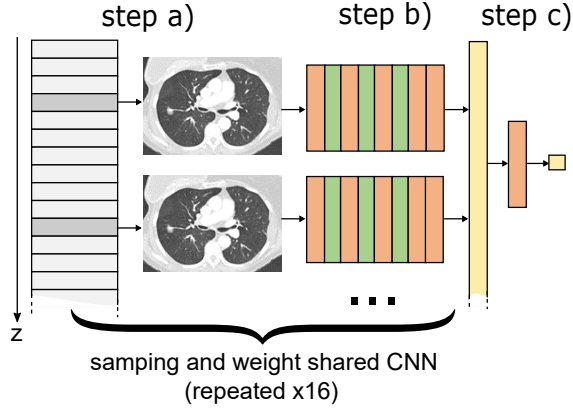 step a)
step b)
step c)
z
samping and weight shared CNN
(repeated x16)